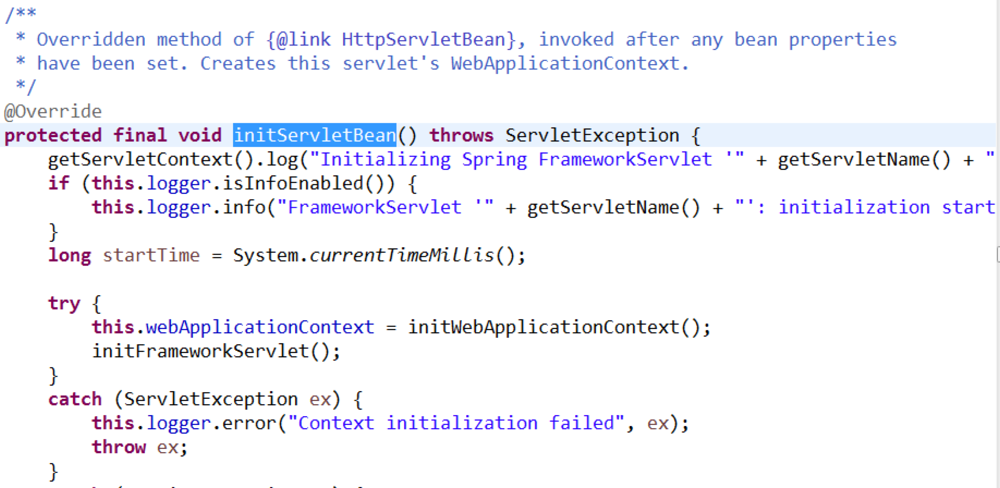 /**
 * Overridden method of {@link HttpServletBean}, invoked after any bean properties
 * have been set. Creates this servlet's WebApplicationContext.
 */
@Override
protected final void initServletBean() throws ServletException {
    getServletContext().log("Initializing Spring FrameworkServlet '" + getServletName() + "
    if (this.logger.isInfoEnabled()) {
        this.logger.info("FrameworkServlet '" + getServletName() + "': initialization start
    }
    long startTime = System.currentTimeMillis();
    try {
        this.webApplicationContext = initWebApplicationContext();
        initFrameworkServlet();
    }
    catch (ServletException ex) {
        this.logger.error("Context initialization failed", ex);
        throw ex;
    }